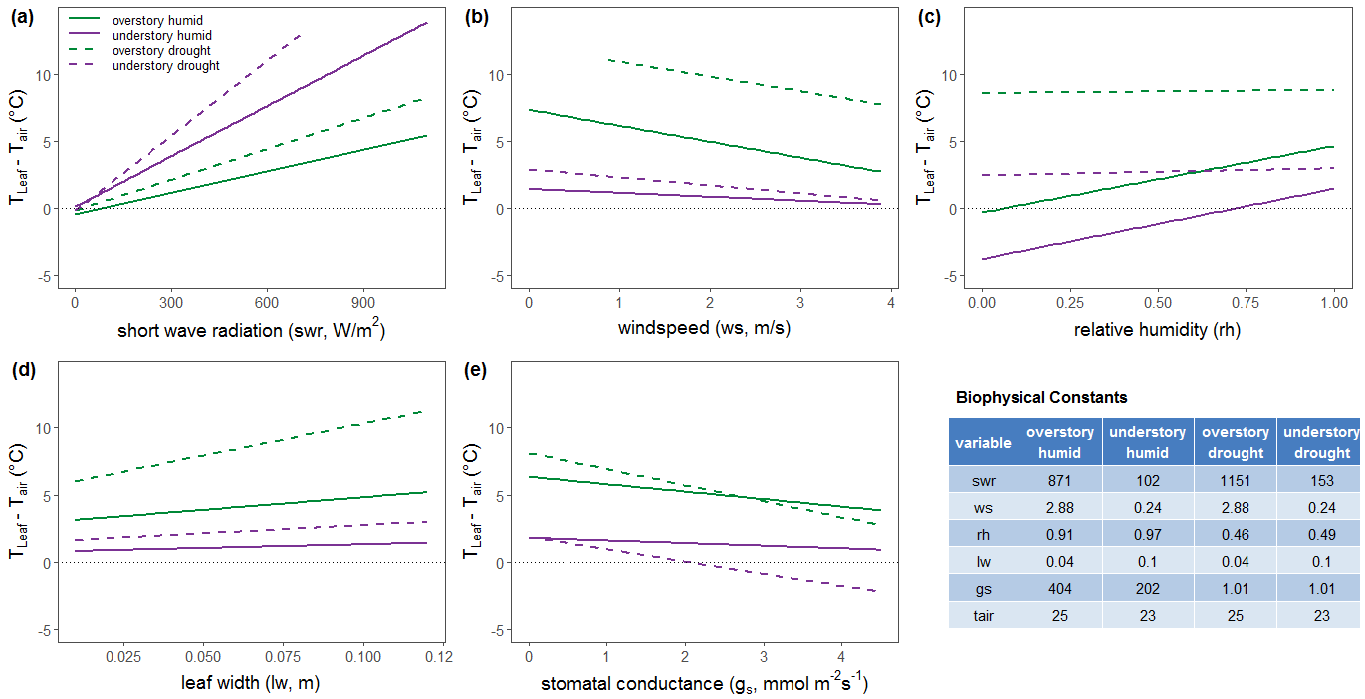 (a)
overstory humid
understory humid
overstory drought
understory drought
10
5
0
-5
T_Leaf - T_air (°C)
0 300 600 900
short wave radiation (swr, W/m²)
(b)
10
5
0
-5
T_Leaf - T_air (°C)
0 1 2 3 4
windspeed (ws, m/s)
(c)
10
5
0
-5
T_Leaf - T_air (°C)
0.00 0.25 0.50 0.75 1.00
relative humidity (rh)
(d)
10
5
0
-5
T_Leaf - T_air (°C)
0.025 0.050 0.075 0.100 0.12
leaf width (lw, m)
(e)
10
5
0
-5
T_Leaf - T_air (°C)
0 1 2 3 4
stomatal conductance (g_s, mmol m⁻²s⁻¹)
Biophysical Constants
variable overstory humid understory humid overstory drought understory drought
swr 871 102 1151 153
ws 2.88 0.24 2.88 0.24
rh 0.91 0.97 0.46 0.49
lw 0.04 0.1 0.04 0.1
gs 404 202 1.01 1.01
tair 25 23 25 23